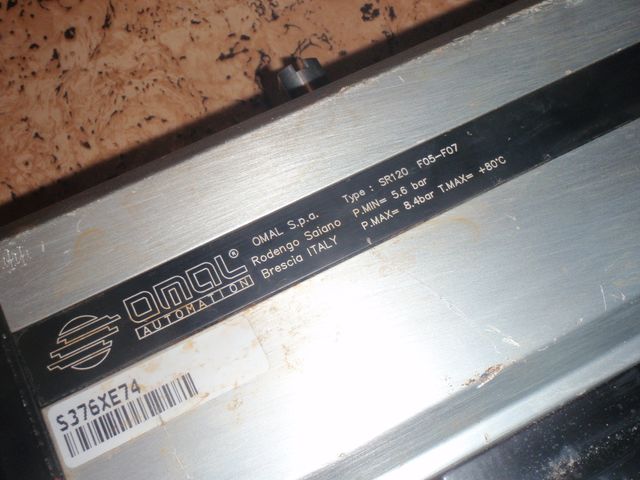 OMAL®
AUTOMATION
OMAL S.p.a.
Rodengo Saiano
Brescia ITALY
Type : SR120 F05-F07
P.MIN= 5.6 bar
P.MAX= 8.4bar T.MAX= +80°C
S376XE74